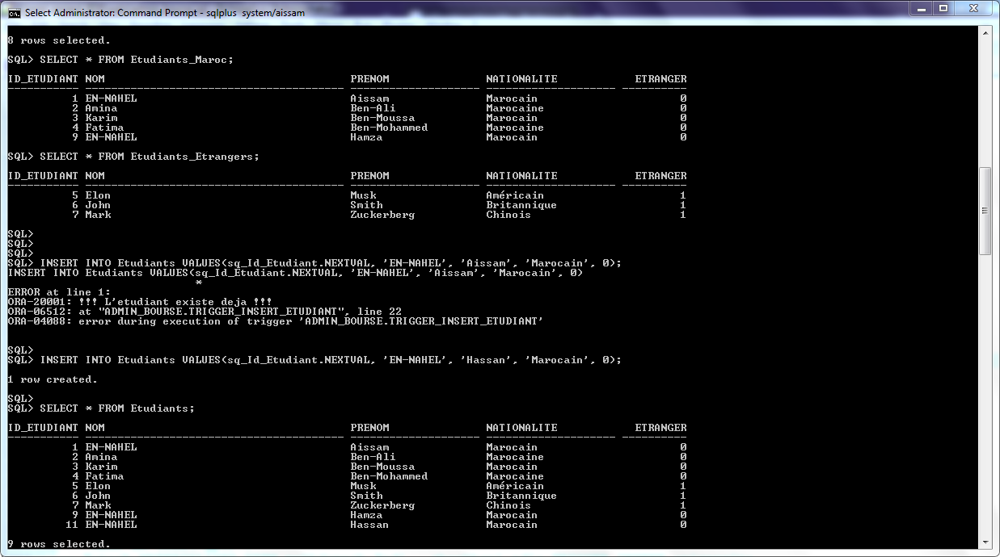 Select Administrator: Command Prompt - sqlplus  system/aissam
8 rows selected.
SQL> SELECT * FROM Etudiants_Maroc;
ID_ETUDIANT NOM                                      PRENOM               NATIONALITE            ETRANGER
----------- ---------------------------------------- -------------------- -------------------- ----------
          1 EN-NAHEL                                 Aissam               Marocain                      0
          2 Amina                                    Ben-Ali              Marocaine                     0
          3 Karim                                    Ben-Moussa           Marocain                      0
          4 Fatima                                   Ben-Mohammed         Marocaine                     0
          9 EN-NAHEL                                 Hamza                Marocain                      0
SQL> SELECT * FROM Etudiants_Etrangers;
ID_ETUDIANT NOM                                      PRENOM               NATIONALITE            ETRANGER
----------- ---------------------------------------- -------------------- -------------------- ----------
          5 Elon                                     Musk                 Américain                     1
          6 John                                     Smith                Britannique                   1
          7 Mark                                     Zuckerberg           Chinois                       1
SQL>
SQL>
SQL>
SQL> INSERT INTO Etudiants VALUES(sq_Id_Etudiant.NEXTVAL, 'EN-NAHEL', 'Aissam', 'Marocain', 0);
INSERT INTO Etudiants VALUES(sq_Id_Etudiant.NEXTVAL, 'EN-NAHEL', 'Aissam', 'Marocain', 0)
                             *
ERROR at line 1:
ORA-20001: !!! L'etudiant existe deja !!!
ORA-06512: at "ADMIN_BOURSE.TRIGGER_INSERT_ETUDIANT", line 22
ORA-04088: error during execution of trigger 'ADMIN_BOURSE.TRIGGER_INSERT_ETUDIANT'
SQL>
SQL> INSERT INTO Etudiants VALUES(sq_Id_Etudiant.NEXTVAL, 'EN-NAHEL', 'Hassan', 'Marocain', 0);
1 row created.
SQL>
SQL> SELECT * FROM Etudiants;
ID_ETUDIANT NOM                                      PRENOM               NATIONALITE            ETRANGER
----------- ---------------------------------------- -------------------- -------------------- ----------
          1 EN-NAHEL                                 Aissam               Marocain                      0
          2 Amina                                    Ben-Ali              Marocaine                     0
          3 Karim                                    Ben-Moussa           Marocain                      0
          4 Fatima                                   Ben-Mohammed         Marocaine                     0
          5 Elon                                     Musk                 Américain                     1
          6 John                                     Smith                Britannique                   1
          7 Mark                                     Zuckerberg           Chinois                       1
          9 EN-NAHEL                                 Hamza                Marocain                      0
         11 EN-NAHEL                                 Hassan               Marocain                      0
9 rows selected.